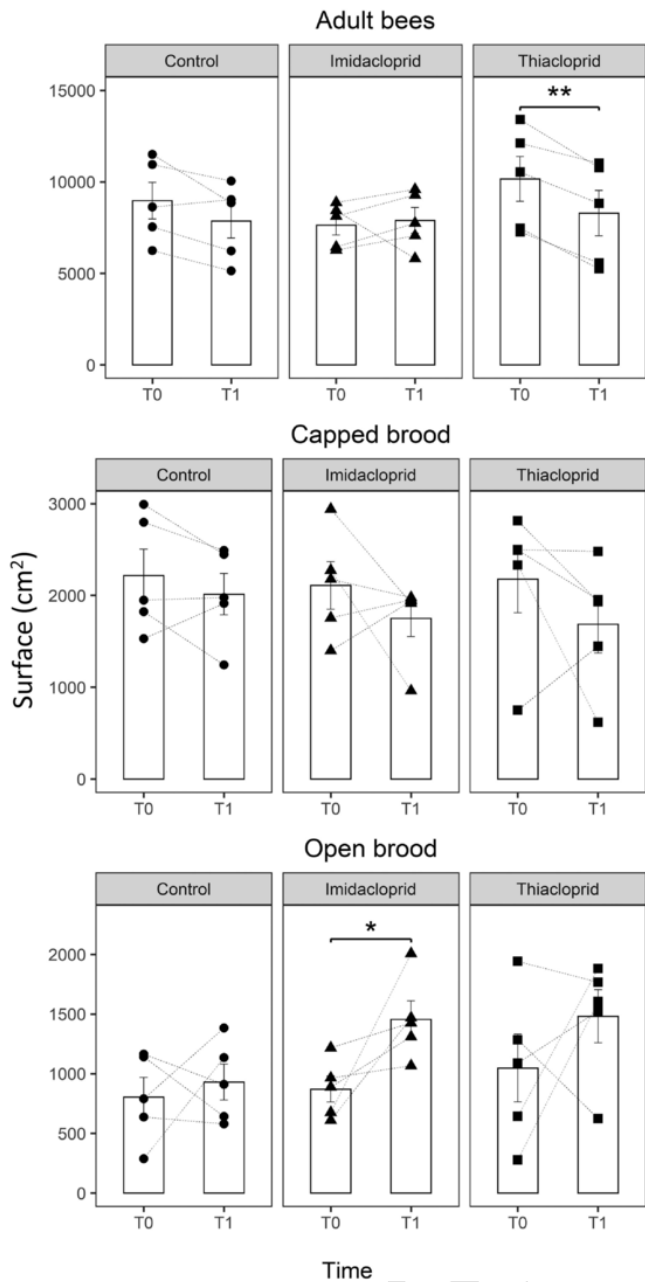 Adult bees
Control Imidacloprid Thiacloprid
15000
**
10000
5000
0
T0 T1 T0 T1 T0 T1
Capped brood
Control Imidacloprid Thiacloprid
3000
2000
1000
0
T0 T1 T0 T1 T0 T1
Surface (cm²)
Open brood
Control Imidacloprid Thiacloprid
2000
*
1500
1000
500
0
T0 T1 T0 T1 T0 T1
Time